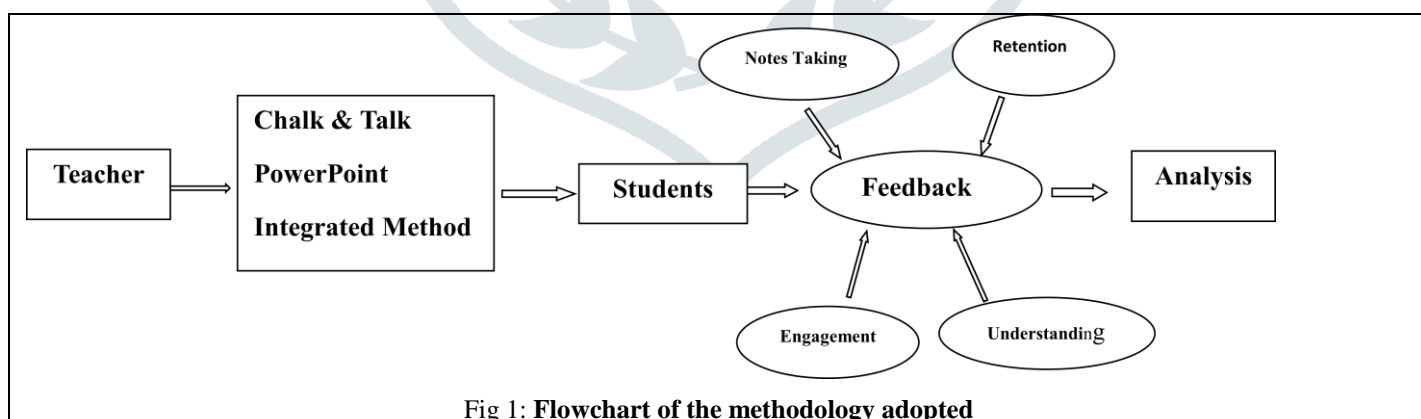 Notes Taking
Retention
Chalk & Talk
Teacher
PowerPoint
Students
Feedback
Analysis
Integrated Method
Engagement
Understanding
Fig 1: Flowchart of the methodology adopted